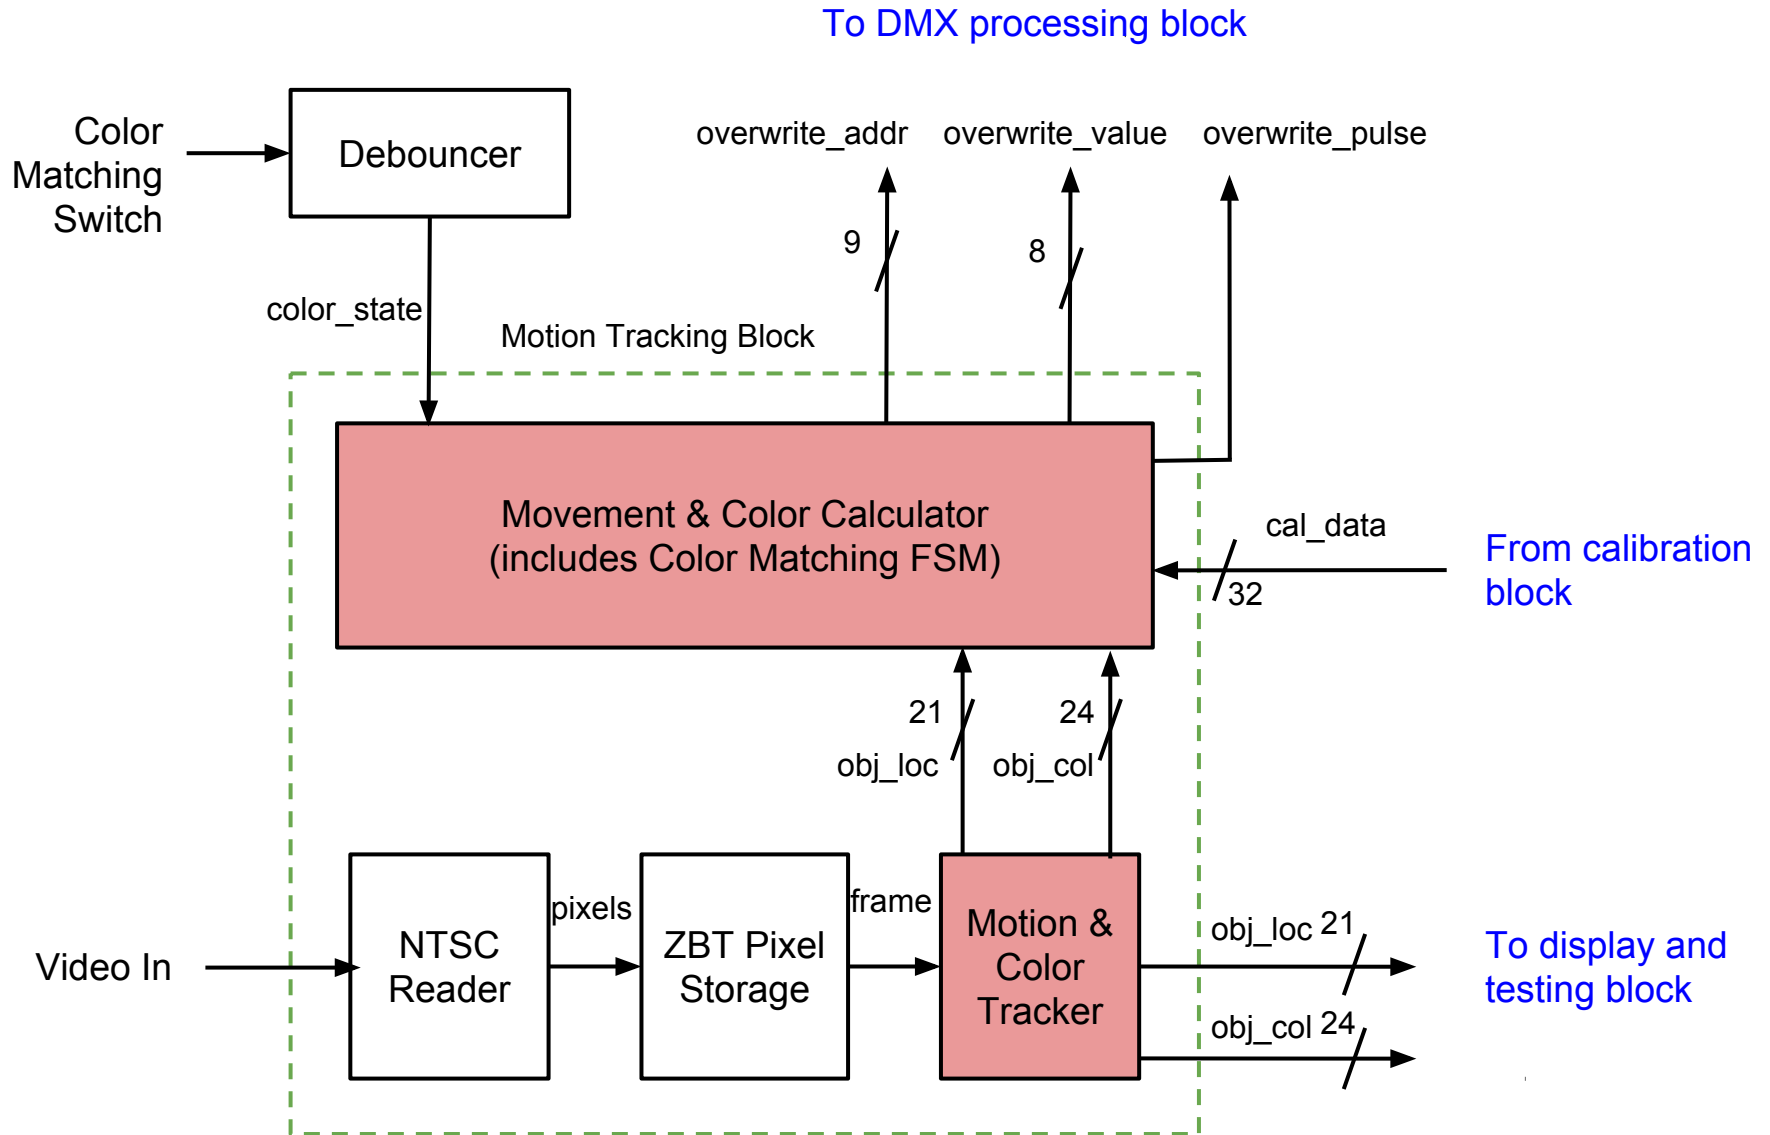 To DMX processing block
Color
Matching
Switch
Debouncer
overwrite_addr
overwrite_value
overwrite_pulse
9
8
color_state
Motion Tracking Block
Movement & Color Calculator
(includes Color Matching FSM)
cal_data
32
From calibration
block
21
24
obj_loc
obj_col
Video In
NTSC
Reader
pixels
ZBT Pixel
Storage
frame
Motion &
Color
Tracker
obj_loc 21
obj_col 24
To display and
testing block